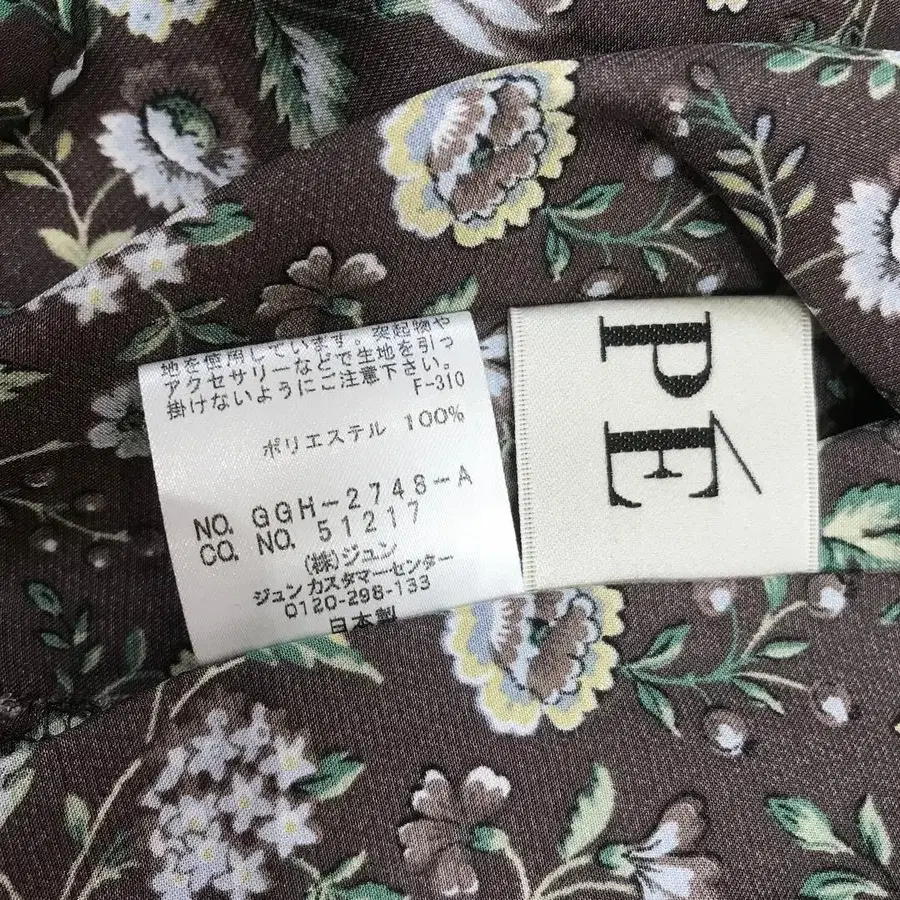 地を使用しています。突起物や
アクセサリーなどで生地を引っ
掛けないようにご注意下さい。
F-310
ポリエステル 100%
NO. GGH-2748-A
CO. NO. 51217
(株)ジュン
ジュンカスタマーセンター
0120-298-133
日本製
PÉ